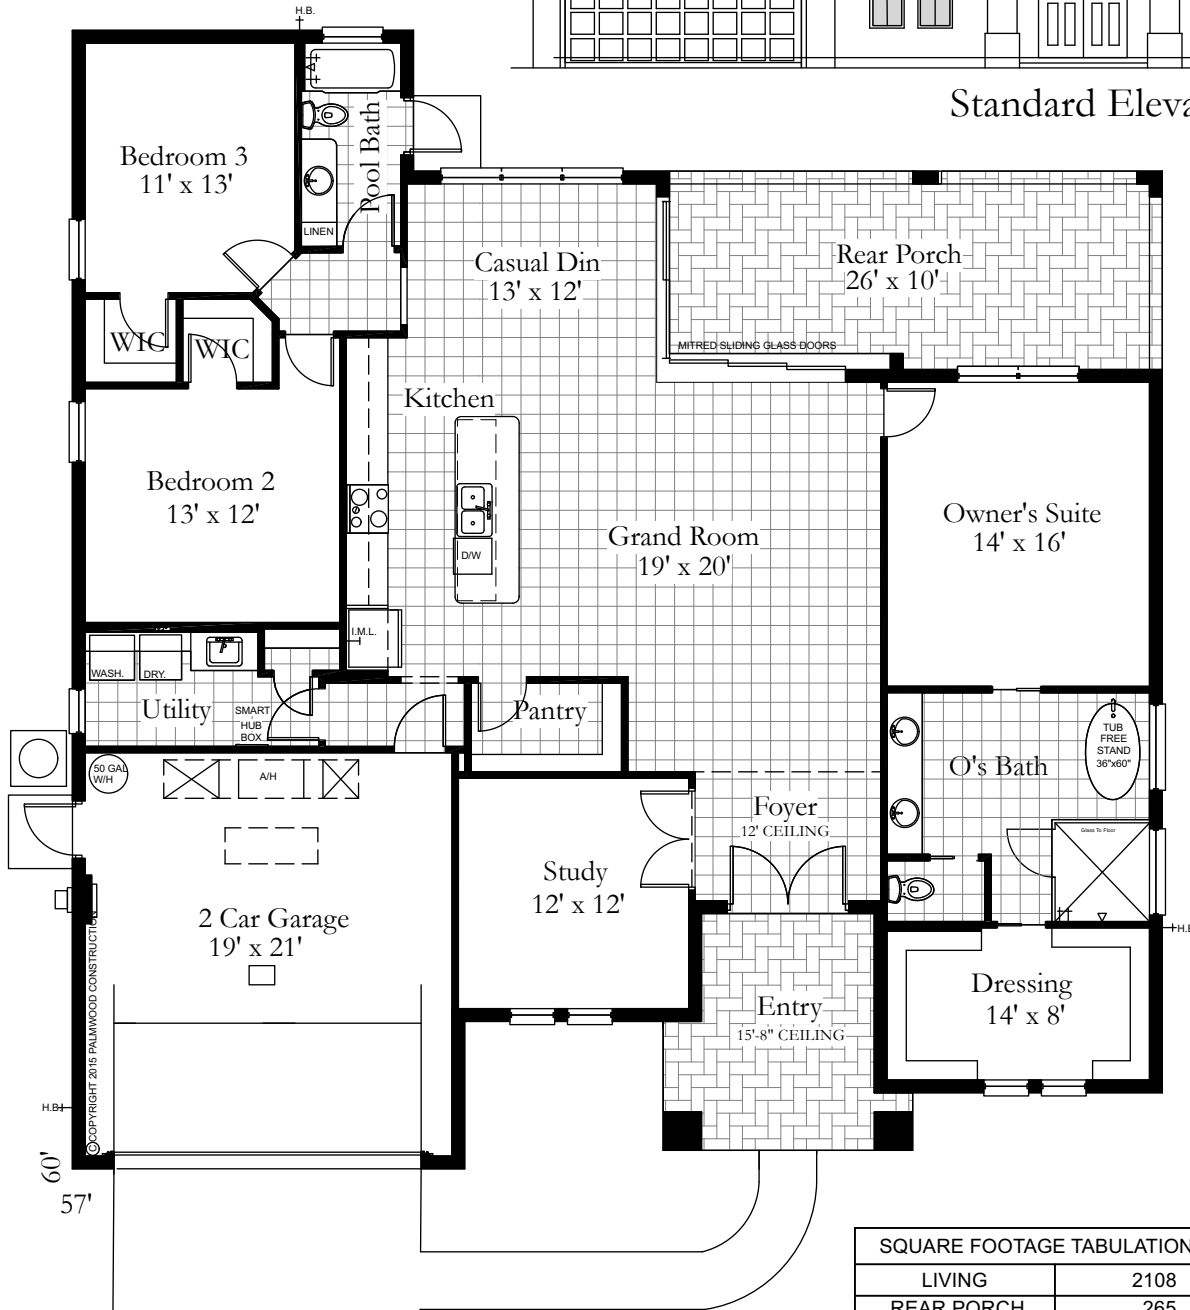 H.B.
Standard Eleva
Bedroom 3
11' x 13'
Pool Bath
LINEN
Casual Din
13' x 12'
Rear Porch
26' x 10'
MITRED SLIDING GLASS DOORS
WIC
WIC
Kitchen
Bedroom 2
13' x 12'
D/W
Grand Room
19' x 20'
Owner's Suite
14' x 16'
I.M.L.
WASH.
DRY.
Utility
SMART
HUB
BOX
Pantry
TUB
FREE
STAND
36"x60"
O's Bath
50 GAL
W/H
A/H
Foyer
12' CEILING
Glass To Floor
Study
12' x 12'
2 Car Garage
19' x 21'
H.B
Dressing
14' x 8'
Entry
15'-8" CEILING
©COPYRIGHT 2015 PALMWOOD CONSTRUCTION
H.B.
60'
57'
SQUARE FOOTAGE TABULATION
LIVING 2108
REAR PORCH 265